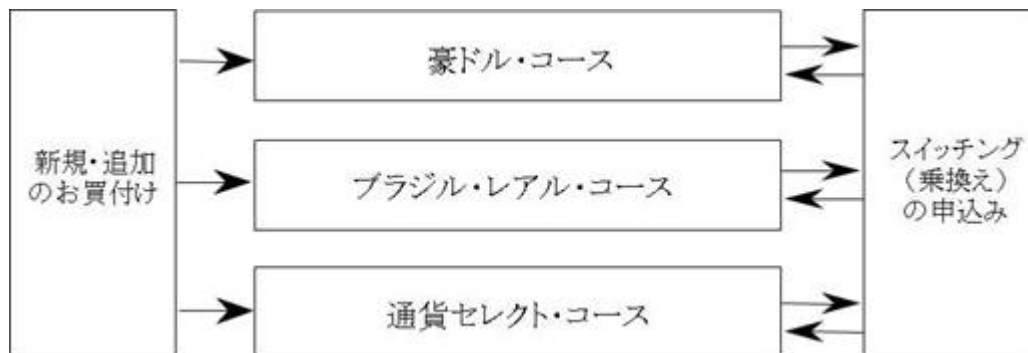 新規・追加
のお買付け
豪ドル・コース
ブラジル・レアル・コース
通貨セレクト・コース
スイッチング
（乗換え）
の申込み